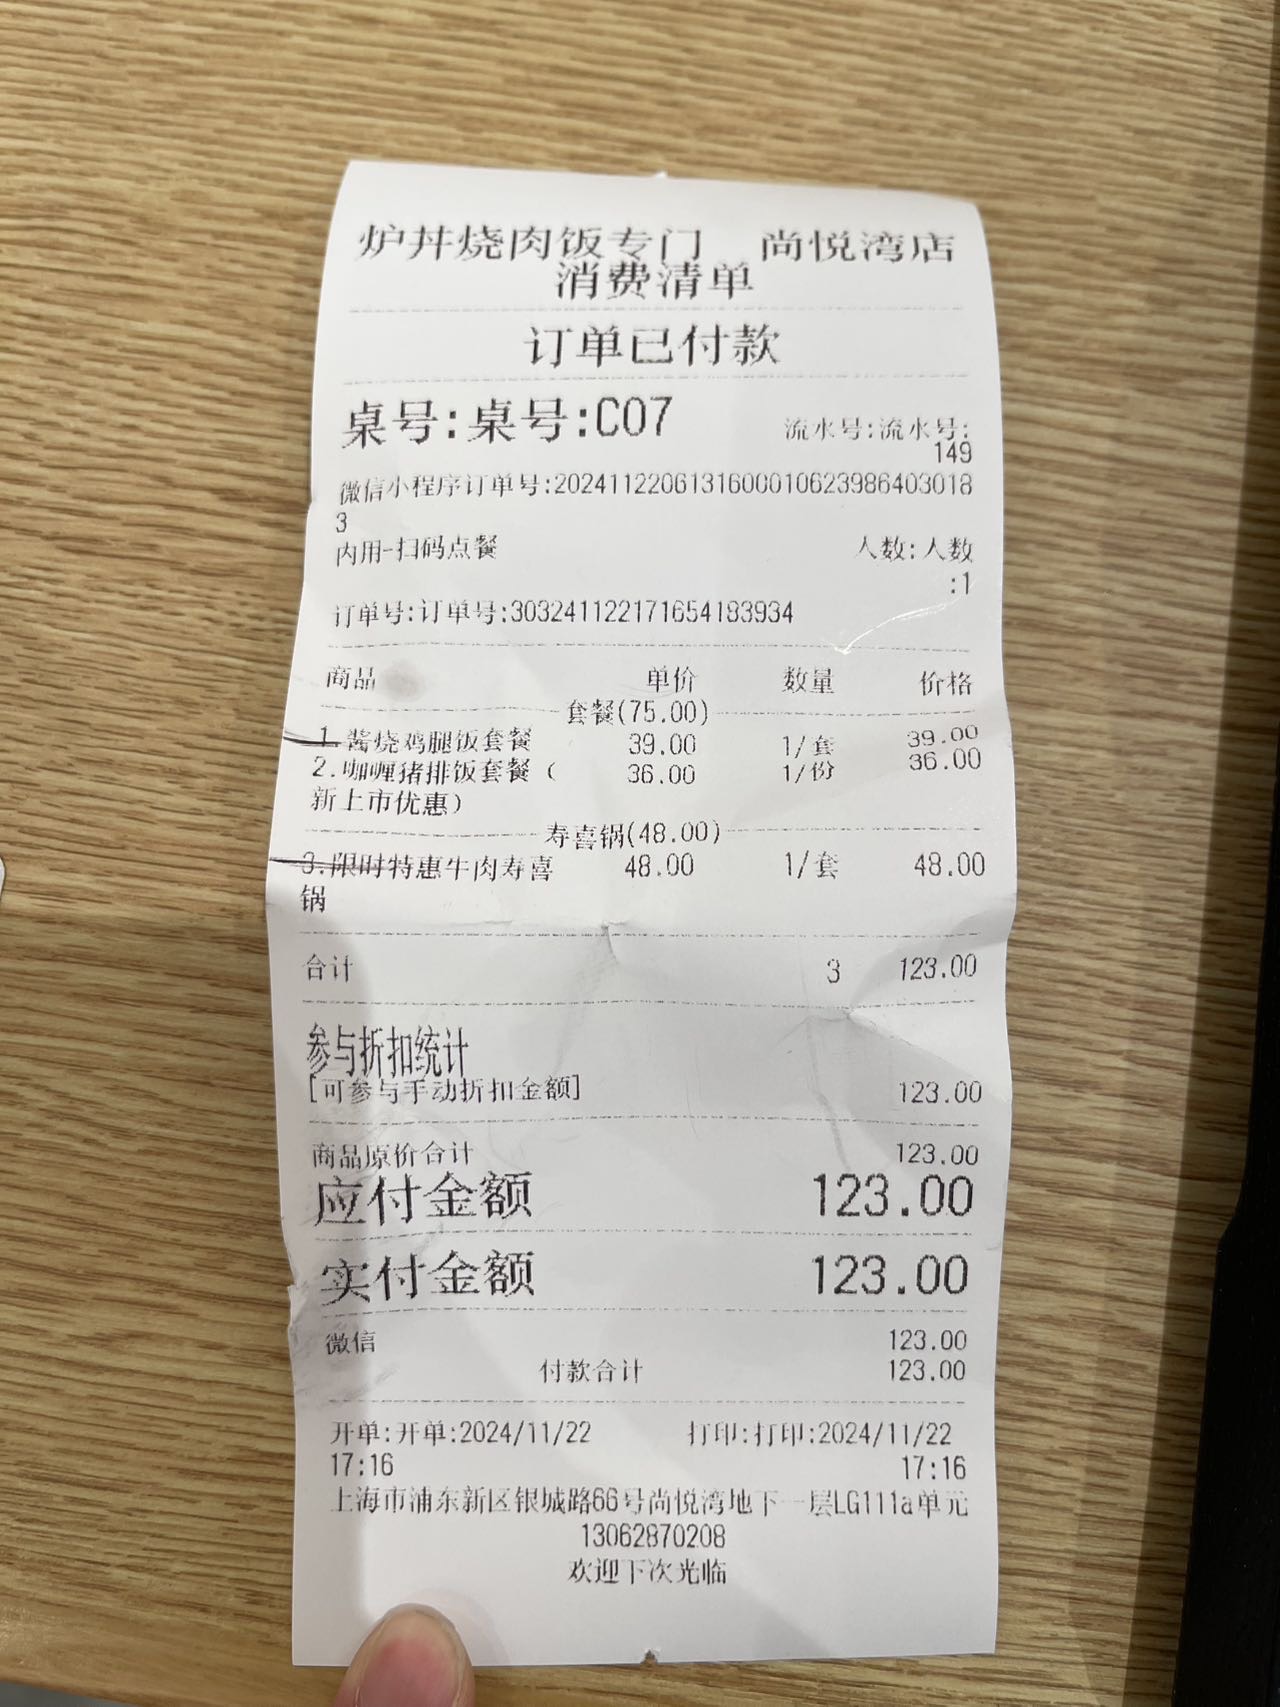 炉丼烧肉饭专门 尚悦湾店
消费清单
订单已付款
桌号:桌号:C07 流水号:流水号:
149
微信小程序订单号:2024112206131600010623986403018
3
内用-扫码点餐 人数:人数
:1
订单号:订单号:303241122171654183934
商品 单价 数量 价格
套餐(75.00)
1.酱烧鸡腿饭套餐 39.00 1/套 39.00
2.咖喱猪排饭套餐( 36.00 1/份 36.00
新上市优惠)
寿喜锅(48.00)
3.限时特惠牛肉寿喜 48.00 1/套 48.00
锅
合计 3 123.00
参与折扣统计
[可参与手动折扣金额] 123.00
商品原价合计 123.00
应付金额 123.00
实付金额 123.00
微信 123.00
付款合计 123.00
开单:开单:2024/11/22 打印:打印:2024/11/22
17:16 17:16
上海市浦东新区银城路66号尚悦湾地下一层LG111a单元
13062870208
欢迎下次光临